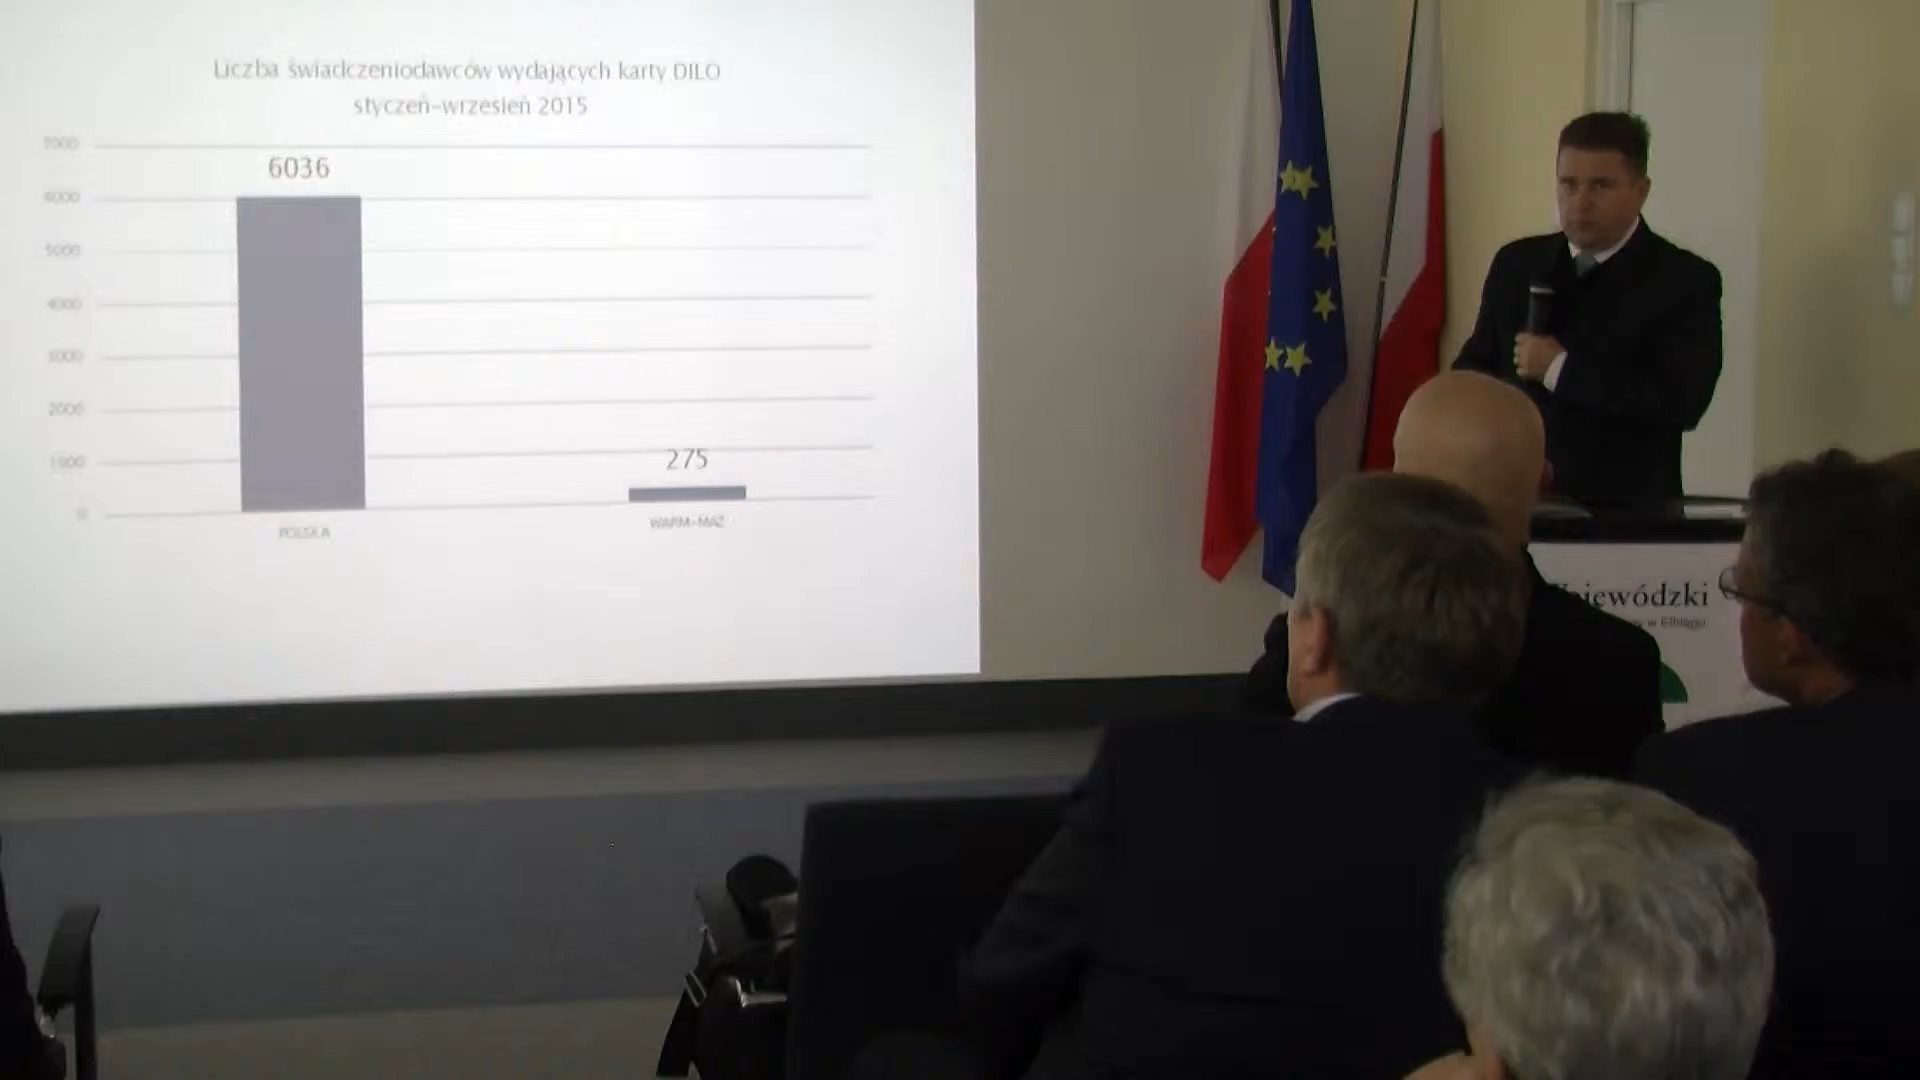 Liczba świadczeniodawców wydających karty DILO
styczeń-wrzesień 2015
7000
6036
6000
5000
4000
3000
2000
1000
275
0
POLSKA
WARM-MAZ
Wojewódzki
w Elblągu